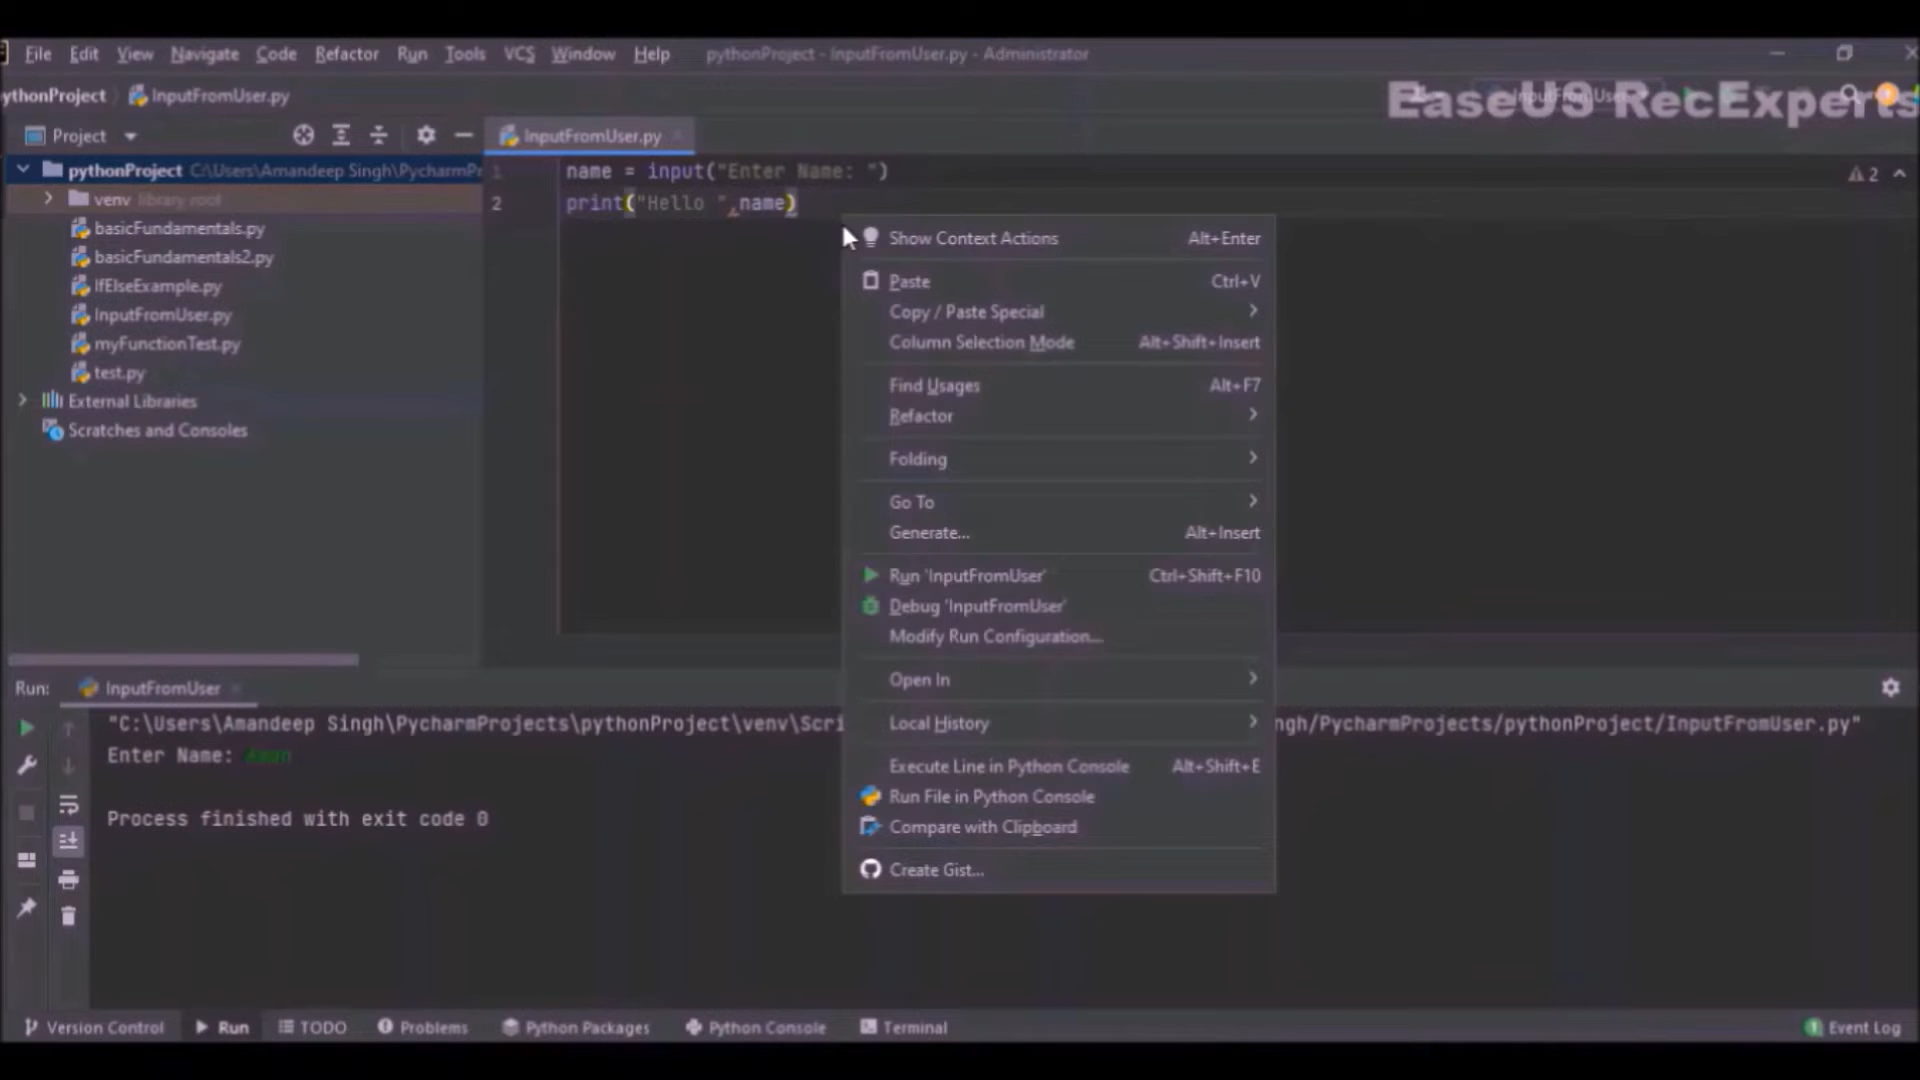 File Edit View Navigate Code Refactor Run Tools VCS Window Help pythonProject - InputFromUser.py - Administrator
ythonProject InputFromUser.py
EaseUS RecExperts
Project
InputFromUser.py
pythonProject C:\Users\Amandeep Singh\PycharmPr
1 name = input("Enter Name: ")
2
venv library root
2 print("Hello ",name)
basicFundamentals.py
basicFundamentals2.py
IfElseExample.py
InputFromUser.py
myFunctionTest.py
test.py
External Libraries
Scratches and Consoles
Show Context Actions Alt+Enter
Paste Ctrl+V
Copy / Paste Special
Column Selection Mode Alt+Shift+Insert
Find Usages Alt+F7
Refactor
Folding
Go To
Generate... Alt+Insert
Run 'InputFromUser' Ctrl+Shift+F10
Debug 'InputFromUser'
Modify Run Configuration...
Open In
Local History
Execute Line in Python Console Alt+Shift+E
Run File in Python Console
Compare with Clipboard
Create Gist...
Run: InputFromUser
"C:\Users\Amandeep Singh\PycharmProjects\pythonProject\venv\Scri ngh/PycharmProjects/pythonProject/InputFromUser.py"
Enter Name:
Process finished with exit code 0
Version Control Run TODO Problems Python Packages Python Console Terminal 1 Event Log